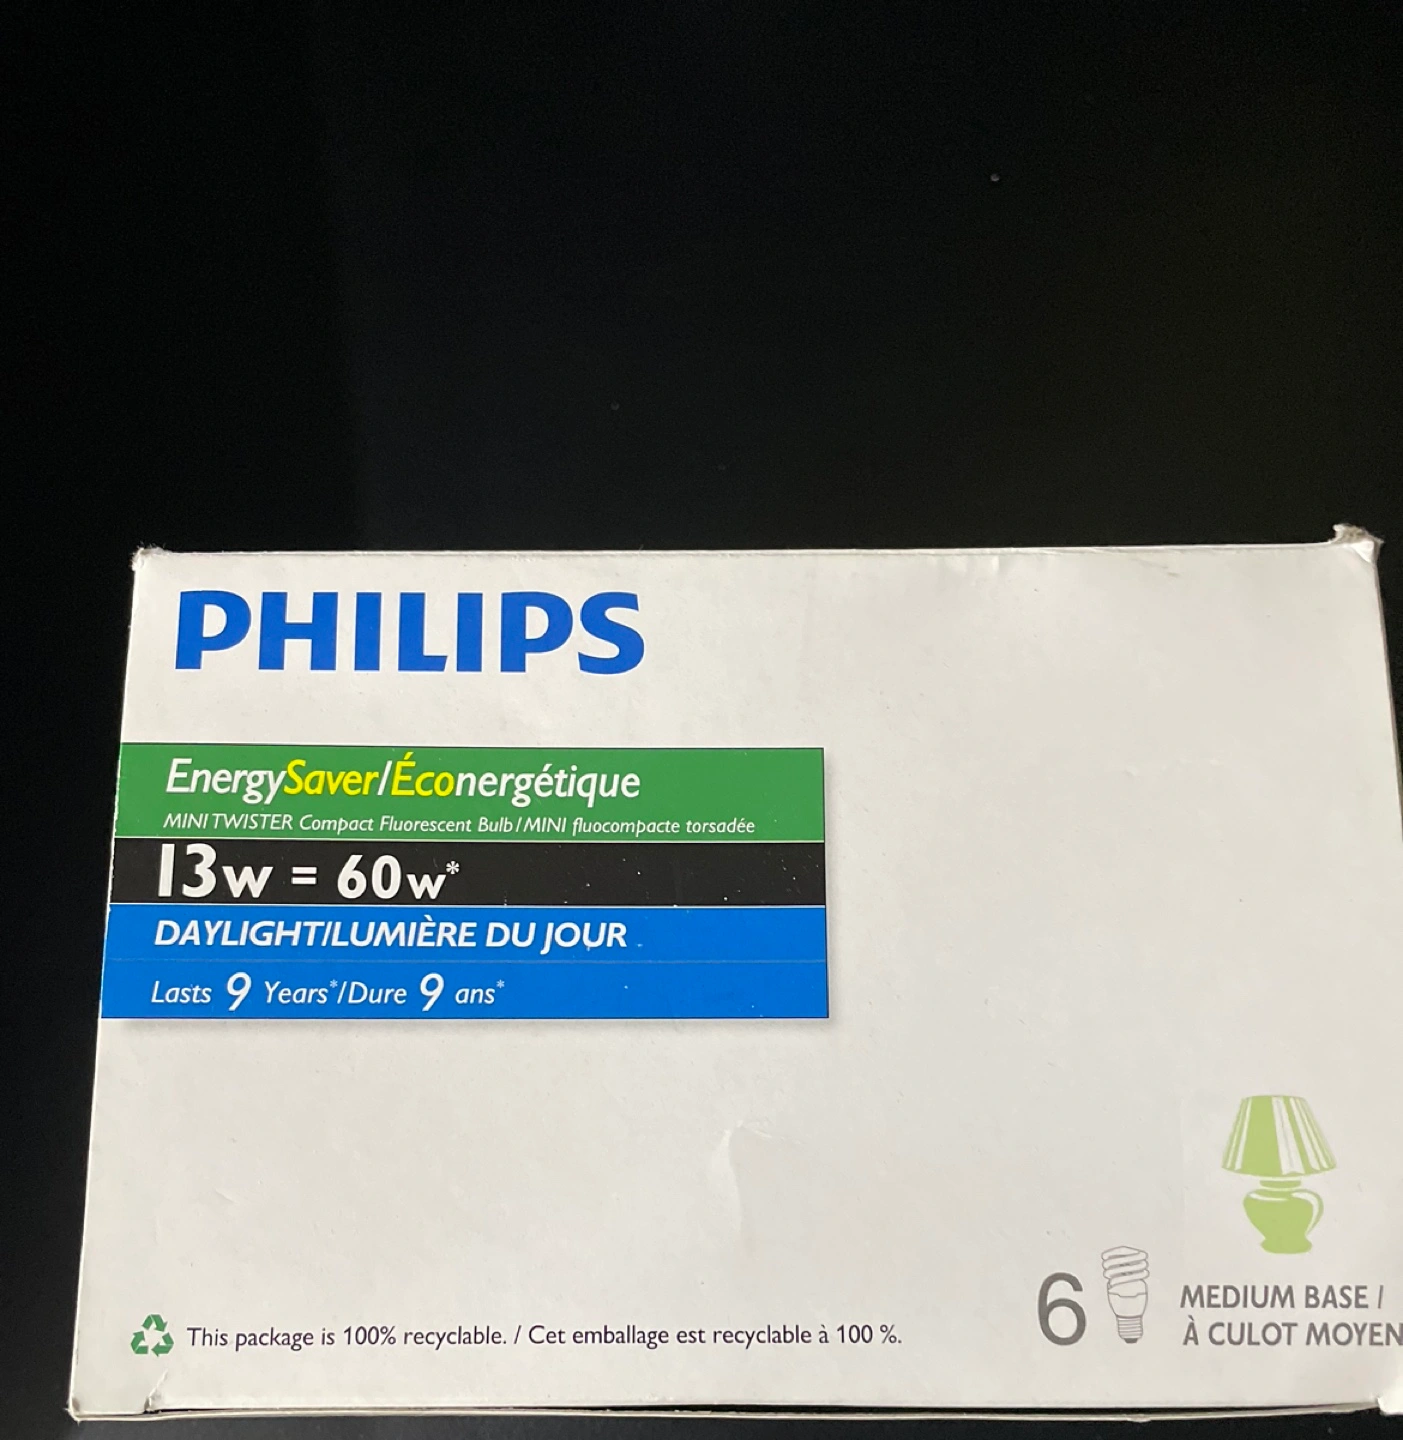 PHILIPS
EnergySaver/Éconergétique
MINI TWISTER Compact Fluorescent Bulb/MINI fluocompacte torsadée
13w = 60w*
DAYLIGHT/LUMIÈRE DU JOUR
Lasts 9 Years*/Dure 9 ans*
6
MEDIUM BASE /
À CULOT MOYEN
This package is 100% recyclable. / Cet emballage est recyclable à 100 %.